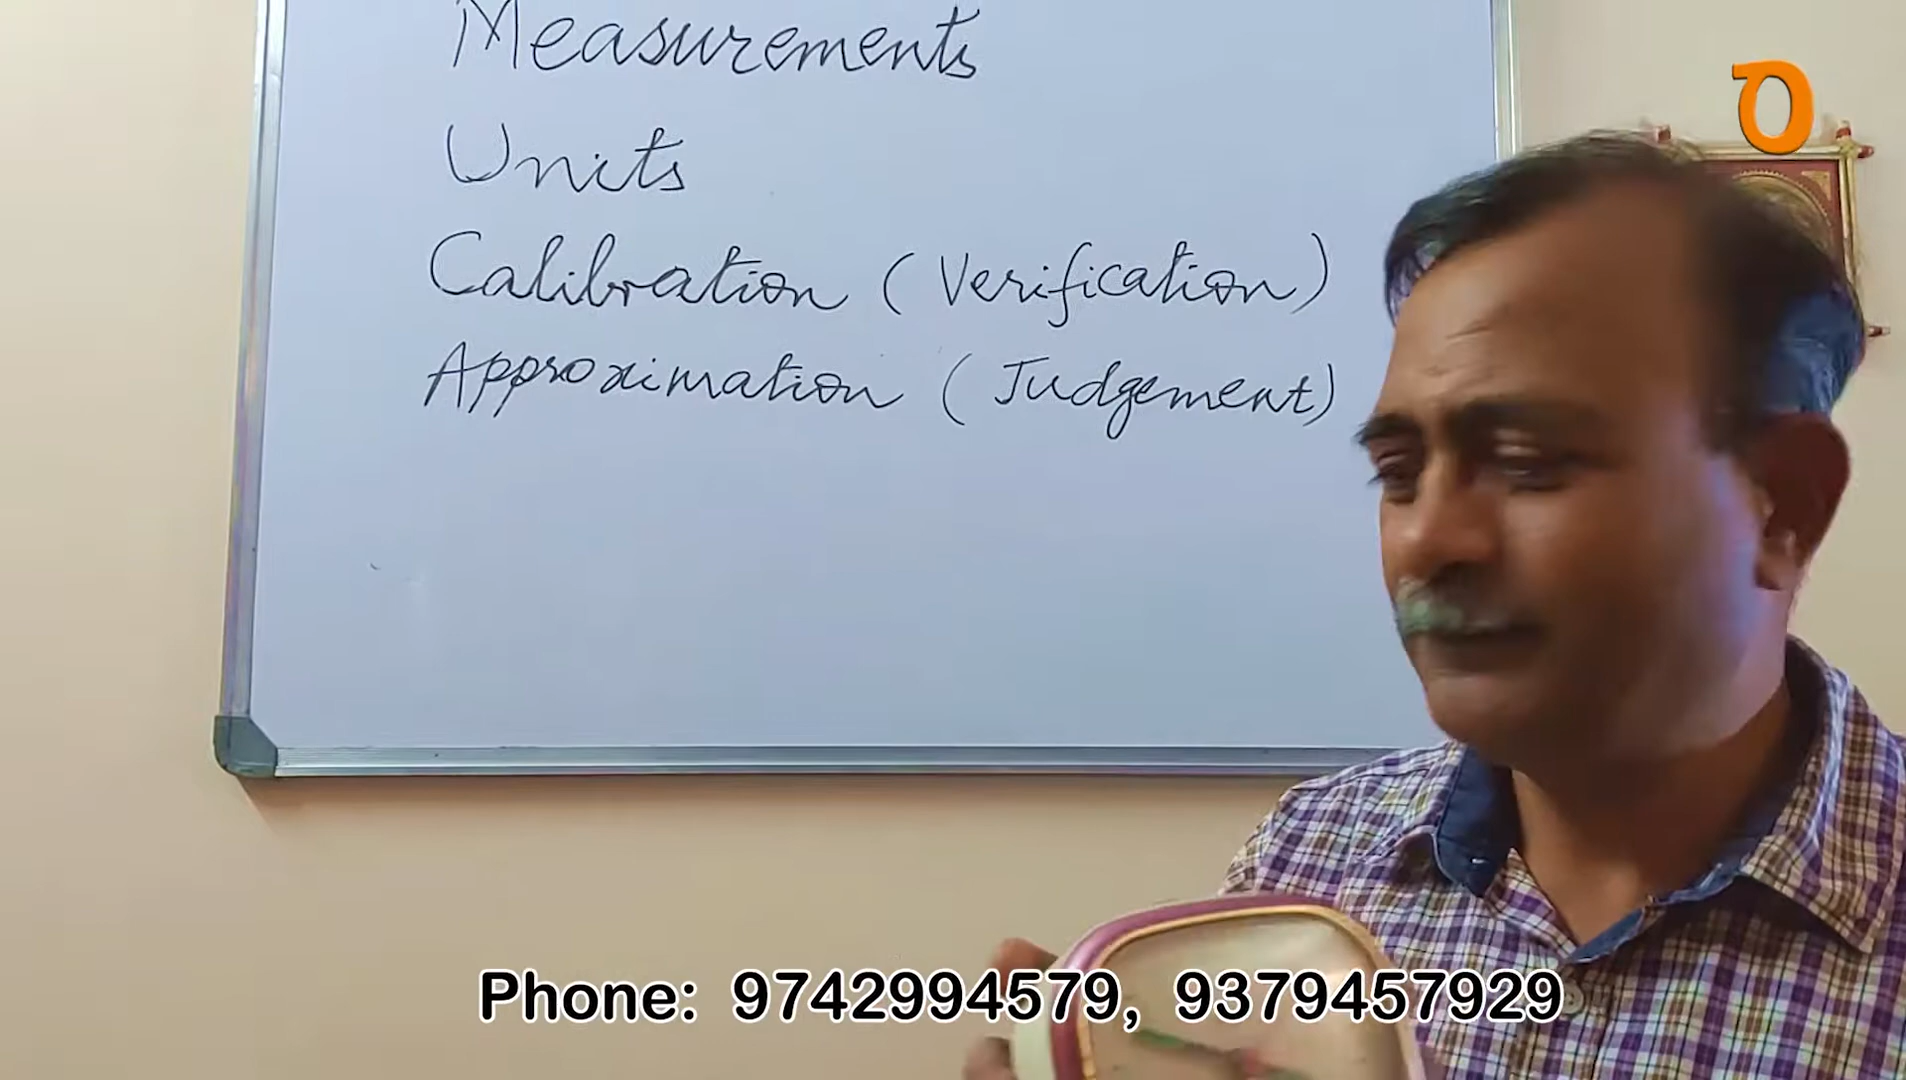 Measurements
Units
Calibration (Verification)
Approximation (Judgement)
Phone: 9742994579, 9379457929